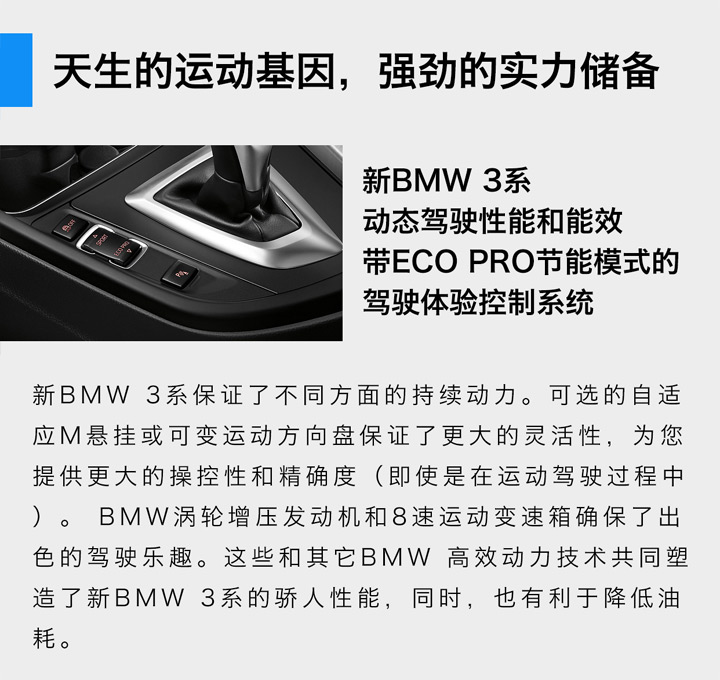 天生的运动基因，强劲的实力储备
OFF
SPORT
ECO PRO
新BMW 3系
动态驾驶性能和能效
带ECO PRO节能模式的
驾驶体验控制系统
新BMW 3系保证了不同方面的持续动力。可选的自适
应M悬挂或可变运动方向盘保证了更大的灵活性，为您
提供更大的操控性和精确度（即使是在运动驾驶过程中
）。 BMW涡轮增压发动机和8速运动变速箱确保了出
色的驾驶乐趣。这些和其它BMW 高效动力技术共同塑
造了新BMW 3系的骄人性能，同时，也有利于降低油
耗。